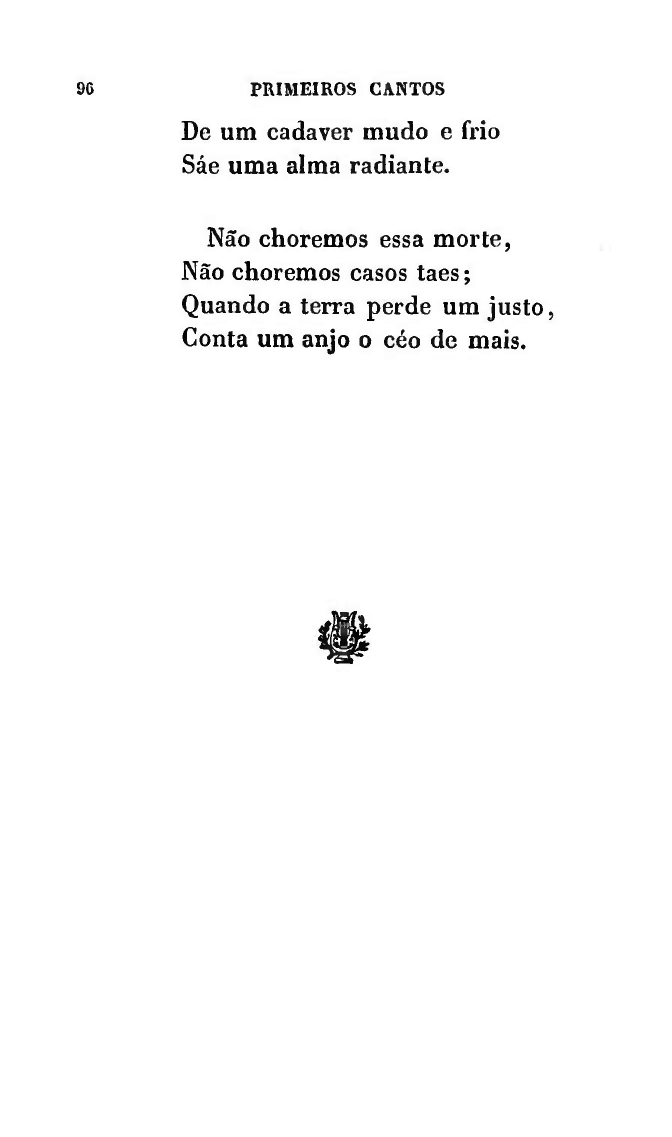 96 PRIMEIROS CANTOS
De um cadaver mudo e frio
Sáe uma alma radiante.
Não choremos essa morte,
Não choremos casos taes;
Quando a terra perde um justo,
Conta um anjo o céo de mais.